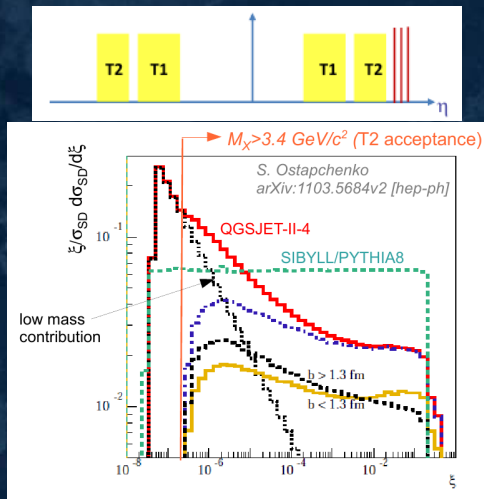 T2 T1 T1 T2
η
M_X>3.4 GeV/c² (T2 acceptance)
S. Ostapchenko
arXiv:1103.5684v2 [hep-ph]
QGSJET-II-4
SIBYLL/PYTHIA8
low mass
contribution
b > 1.3 fm
b < 1.3 fm
ξ/σ_SD dσ_SD/dξ
10⁻¹
10⁻²
10⁻⁸ 10⁻⁶ 10⁻⁴ 10⁻² 1
ξ